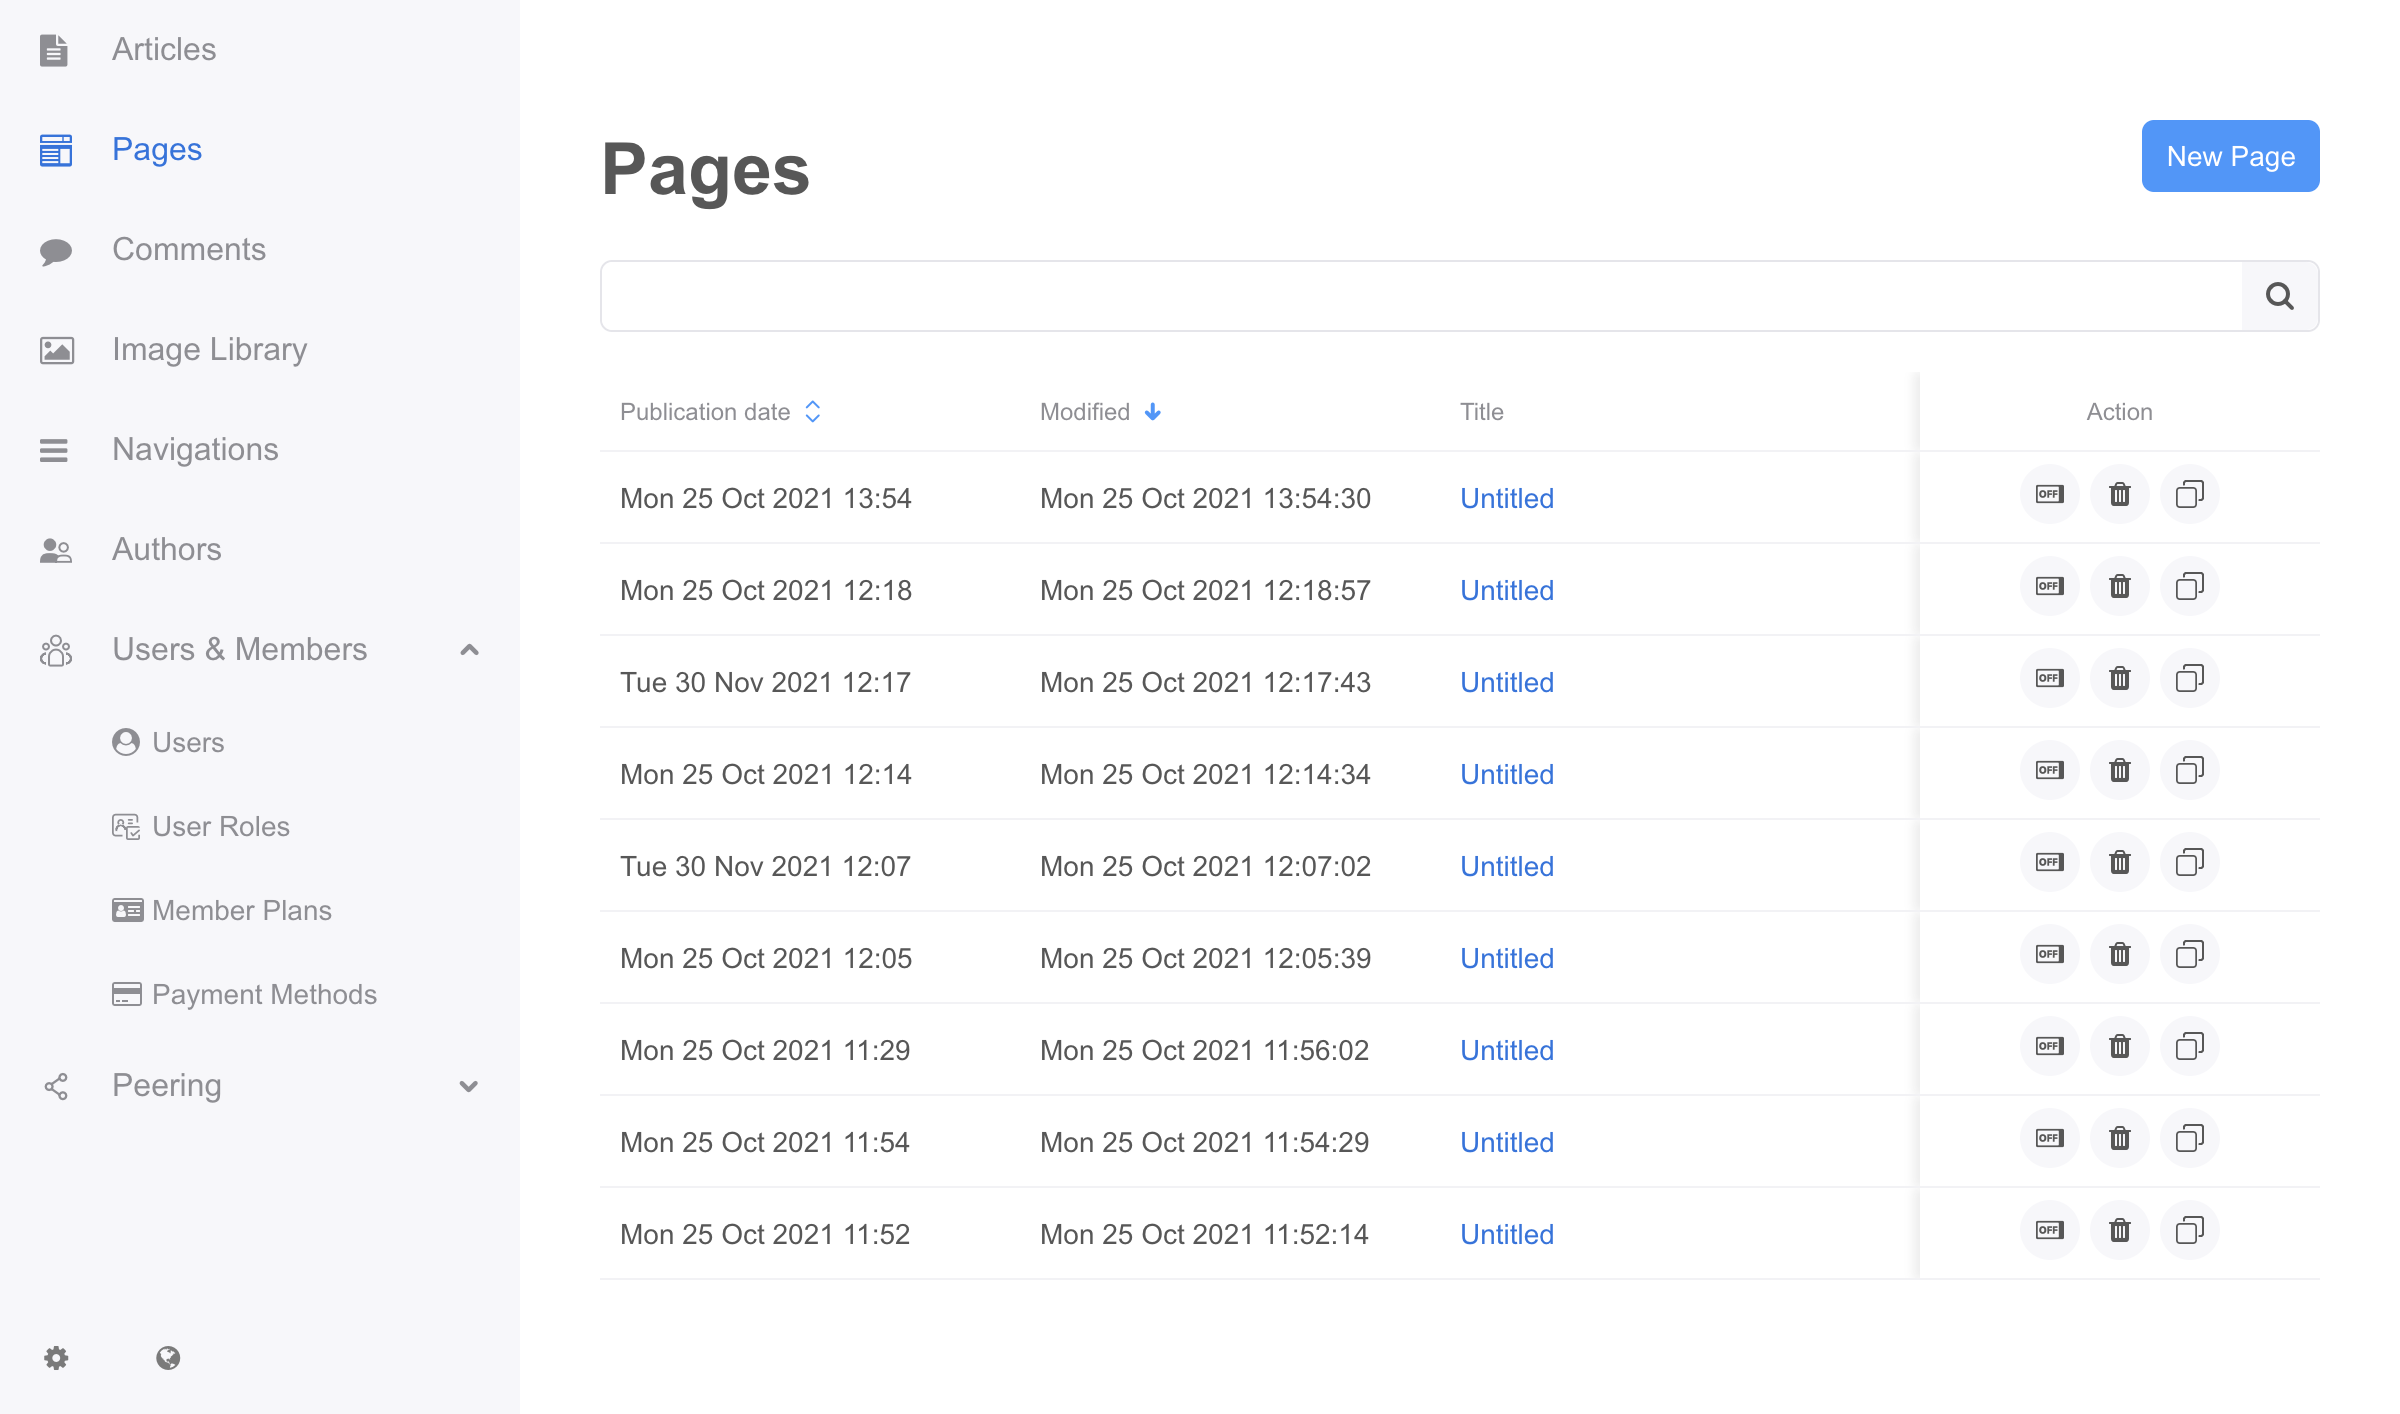 Articles
Pages
Comments
Image Library
Navigations
Authors
Users & Members
Users
User Roles
Member Plans
Payment Methods
Peering
Pages
New Page
Publication date Modified Title Action
Mon 25 Oct 2021 13:54 Mon 25 Oct 2021 13:54:30 Untitled OFF
Mon 25 Oct 2021 12:18 Mon 25 Oct 2021 12:18:57 Untitled OFF
Tue 30 Nov 2021 12:17 Mon 25 Oct 2021 12:17:43 Untitled OFF
Mon 25 Oct 2021 12:14 Mon 25 Oct 2021 12:14:34 Untitled OFF
Tue 30 Nov 2021 12:07 Mon 25 Oct 2021 12:07:02 Untitled OFF
Mon 25 Oct 2021 12:05 Mon 25 Oct 2021 12:05:39 Untitled OFF
Mon 25 Oct 2021 11:29 Mon 25 Oct 2021 11:56:02 Untitled OFF
Mon 25 Oct 2021 11:54 Mon 25 Oct 2021 11:54:29 Untitled OFF
Mon 25 Oct 2021 11:52 Mon 25 Oct 2021 11:52:14 Untitled OFF